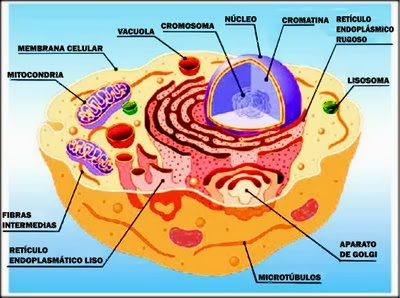 NÚCLEO
CROMOSOMA
CROMATINA
RETÍCULO
ENDOPLÁSMICO
RUGOSO
VACUOLA
MEMBRANA CELULAR
MITOCONDRIA
LISOSOMA
FIBRAS
INTERMEDIAS
RETÍCULO
ENDOPLASMÁTICO LISO
MICROTÚBULOS
APARATO
DE GOLGI